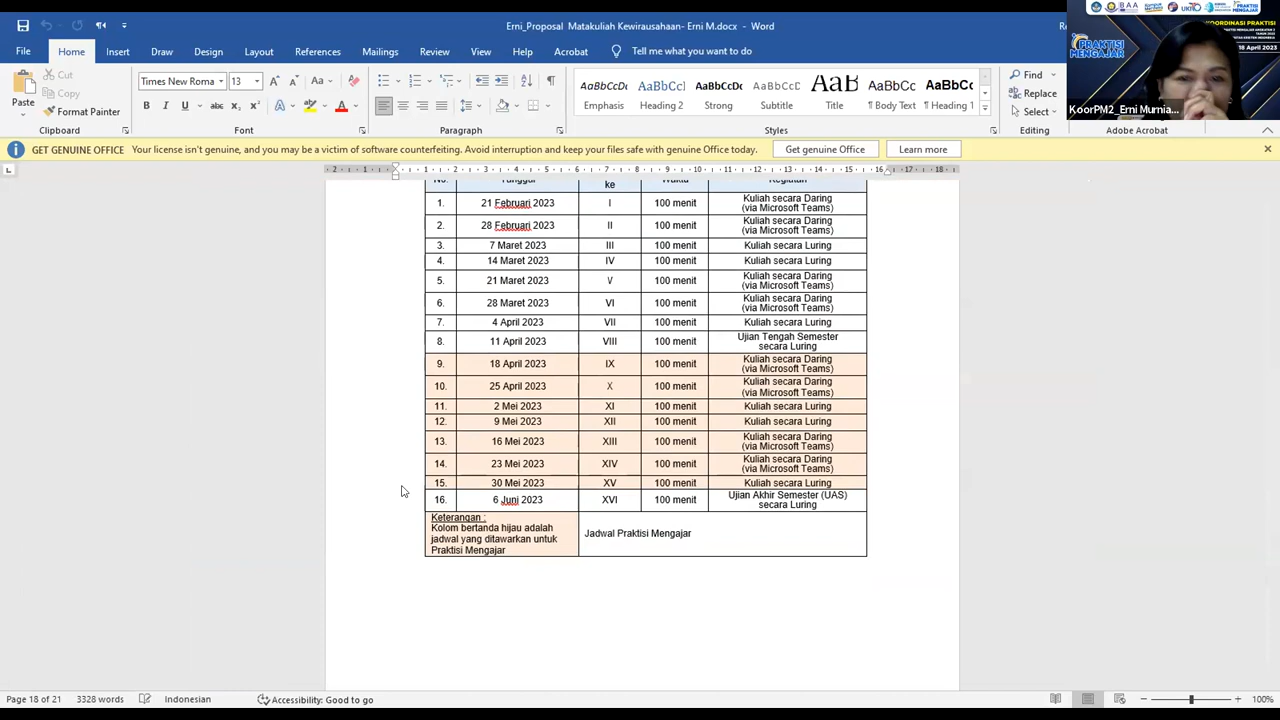 Erni_Proposal Matakuliah Kewirausahaan- Erni M.docx - Word
File Home Insert Draw Design Layout References Mailings Review View Help Acrobat Tell me what you want to do
Paste
Cut
Copy
Format Painter
Clipboard
Times New Roma 13
Font
Paragraph
AaBbCcDc AaBbCcI AaBbCc AaBbCcDc AaB AaBbCc AaBbCc
Emphasis Heading 2 Strong Subtitle Title ¶ Body Text ¶ Heading 1
Styles
Find
Replace
Select
Editing
Adobe Acrobat
BAA
KOORDINASI PRAKTISI
PRAKTISI MENGAJAR
18 April 2023
KoorPM2_Erni Murnia...
GET GENUINE OFFICE Your license isn't genuine, and you may be a victim of software counterfeiting. Avoid interruption and keep your files safe with genuine Office today. Get genuine Office Learn more
No. Tanggal ke Waktu Kegiatan
1. 21 Februari 2023 I 100 menit Kuliah secara Daring
(via Microsoft Teams)
2. 28 Februari 2023 II 100 menit Kuliah secara Daring
(via Microsoft Teams)
3. 7 Maret 2023 III 100 menit Kuliah secara Luring
4. 14 Maret 2023 IV 100 menit Kuliah secara Luring
5. 21 Maret 2023 V 100 menit Kuliah secara Daring
(via Microsoft Teams)
6. 28 Maret 2023 VI 100 menit Kuliah secara Daring
(via Microsoft Teams)
7. 4 April 2023 VII 100 menit Kuliah secara Luring
8. 11 April 2023 VIII 100 menit Ujian Tengah Semester
secara Luring
9. 18 April 2023 IX 100 menit Kuliah secara Daring
(via Microsoft Teams)
10. 25 April 2023 X 100 menit Kuliah secara Daring
(via Microsoft Teams)
11. 2 Mei 2023 XI 100 menit Kuliah secara Luring
12. 9 Mei 2023 XII 100 menit Kuliah secara Luring
13. 16 Mei 2023 XIII 100 menit Kuliah secara Daring
(via Microsoft Teams)
14. 23 Mei 2023 XIV 100 menit Kuliah secara Daring
(via Microsoft Teams)
15. 30 Mei 2023 XV 100 menit Kuliah secara Luring
16. 6 Juni 2023 XVI 100 menit Ujian Akhir Semester (UAS)
secara Luring
Keterangan :
Kolom bertanda hijau adalah
jadwal yang ditawarkan untuk
Praktisi Mengajar
Jadwal Praktisi Mengajar
Page 18 of 21 3328 words Indonesian Accessibility: Good to go 100%